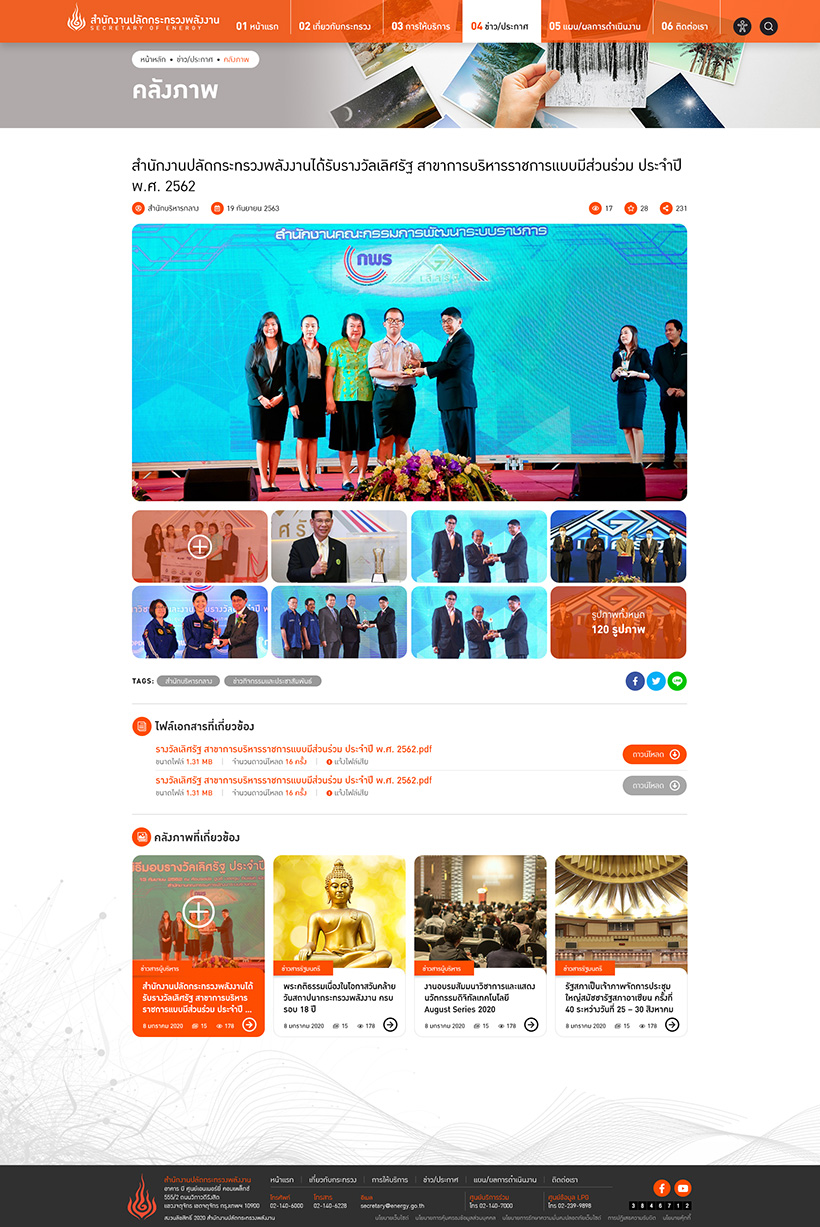 สำนักงานปลัดกระทรวงพลังงาน
SECRETARY OF ENERGY
01 หน้าแรก
02 เกี่ยวกับกระทรวง
03 การให้บริการ
04 ข่าว/ประกาศ
05 แผน/ผลการดำเนินงาน
06 ติดต่อเรา
หน้าหลัก • ข่าว/ประกาศ • คลังภาพ
คลังภาพ
สำนักงานปลัดกระทรวงพลังงานได้รับรางวัลเลิศรัฐ สาขาการบริหารราชการแบบมีส่วนร่วม ประจำปี
พ.ศ. 2562
สำนักบริหารกลาง
19 กันยายน 2563
17
28
231
สำนักงานคณะกรรมการพัฒนาระบบราชการ
กพร
เลิศรัฐ
รูปภาพทั้งหมด
120 รูปภาพ
TAGS:
สำนักบริหารกลาง
ข่าวกิจกรรมและประชาสัมพันธ์
ไฟล์เอกสารที่เกี่ยวข้อง
รางวัลเลิศรัฐ สาขาการบริหารราชการแบบมีส่วนร่วม ประจำปี พ.ศ. 2562.pdf
ขนาดไฟล์ 1.31 MB
จำนวนดาวน์โหลด 16 ครั้ง
แจ้งไฟล์เสีย
ดาวน์โหลด
รางวัลเลิศรัฐ สาขาการบริหารราชการแบบมีส่วนร่วม ประจำปี พ.ศ. 2562.pdf
ขนาดไฟล์ 1.31 MB
จำนวนดาวน์โหลด 16 ครั้ง
แจ้งไฟล์เสีย
ดาวน์โหลด
คลังภาพที่เกี่ยวข้อง
ข่าวสารผู้บริหาร
สำนักงานปลัดกระทรวงพลังงานได้
รับรางวัลเลิศรัฐ สาขาการบริหาร
ราชการแบบมีส่วนร่วม ประจำปี ...
8 มกราคม 2020
15
178
ข่าวสารรัฐมนตรี
พระคติธรรมเนื่องในโอกาสวันคล้าย
วันสถาปนากระทรวงพลังงาน ครบ
รอบ 18 ปี
8 มกราคม 2020
15
178
ข่าวสารผู้บริหาร
งานอบรมสัมมนาวิชาการและแสดง
นวัตกรรมดิจิทัลเทคโนโลยี
August Series 2020
8 มกราคม 2020
15
178
ข่าวสารรัฐมนตรี
รัฐสภาเป็นเจ้าภาพจัดการประชุม
ใหญ่สมัชชารัฐสภาอาเซียน ครั้งที่
40 ระหว่างวันที่ 25 – 30 สิงหาคม
8 มกราคม 2020
15
178
สำนักงานปลัดกระทรวงพลังงาน
อาคาร บี ศูนย์เอนเนอร์ยี่ คอมเพล็กซ์
555/2 ถนนวิภาวดีรังสิต
แขวงจตุจักร เขตจตุจักร กรุงเทพฯ 10900
สงวนลิขสิทธิ์ 2020 สำนักงานปลัดกระทรวงพลังงาน
หน้าแรก
เกี่ยวกับกระทรวง
การให้บริการ
ข่าว/ประกาศ
แผน/ผลการดำเนินงาน
ติดต่อเรา
โทรศัพท์
02-140-6000
โทรสาร
02-140-6228
อีเมล
secretary@energy.go.th
ศูนย์บริการร่วม
โทร 02-140-7000
ศูนย์ข้อมูล LPG
โทร 02-239-9898
3 8 4 6 7 1 2
นโยบายเว็บไซต์
นโยบายการคุ้มครองข้อมูลส่วนบุคคล
นโยบายการรักษาความมั่นคงปลอดภัยเว็บไซต์
การปฏิเสธความรับผิด
นโยบายคุ้กกี้